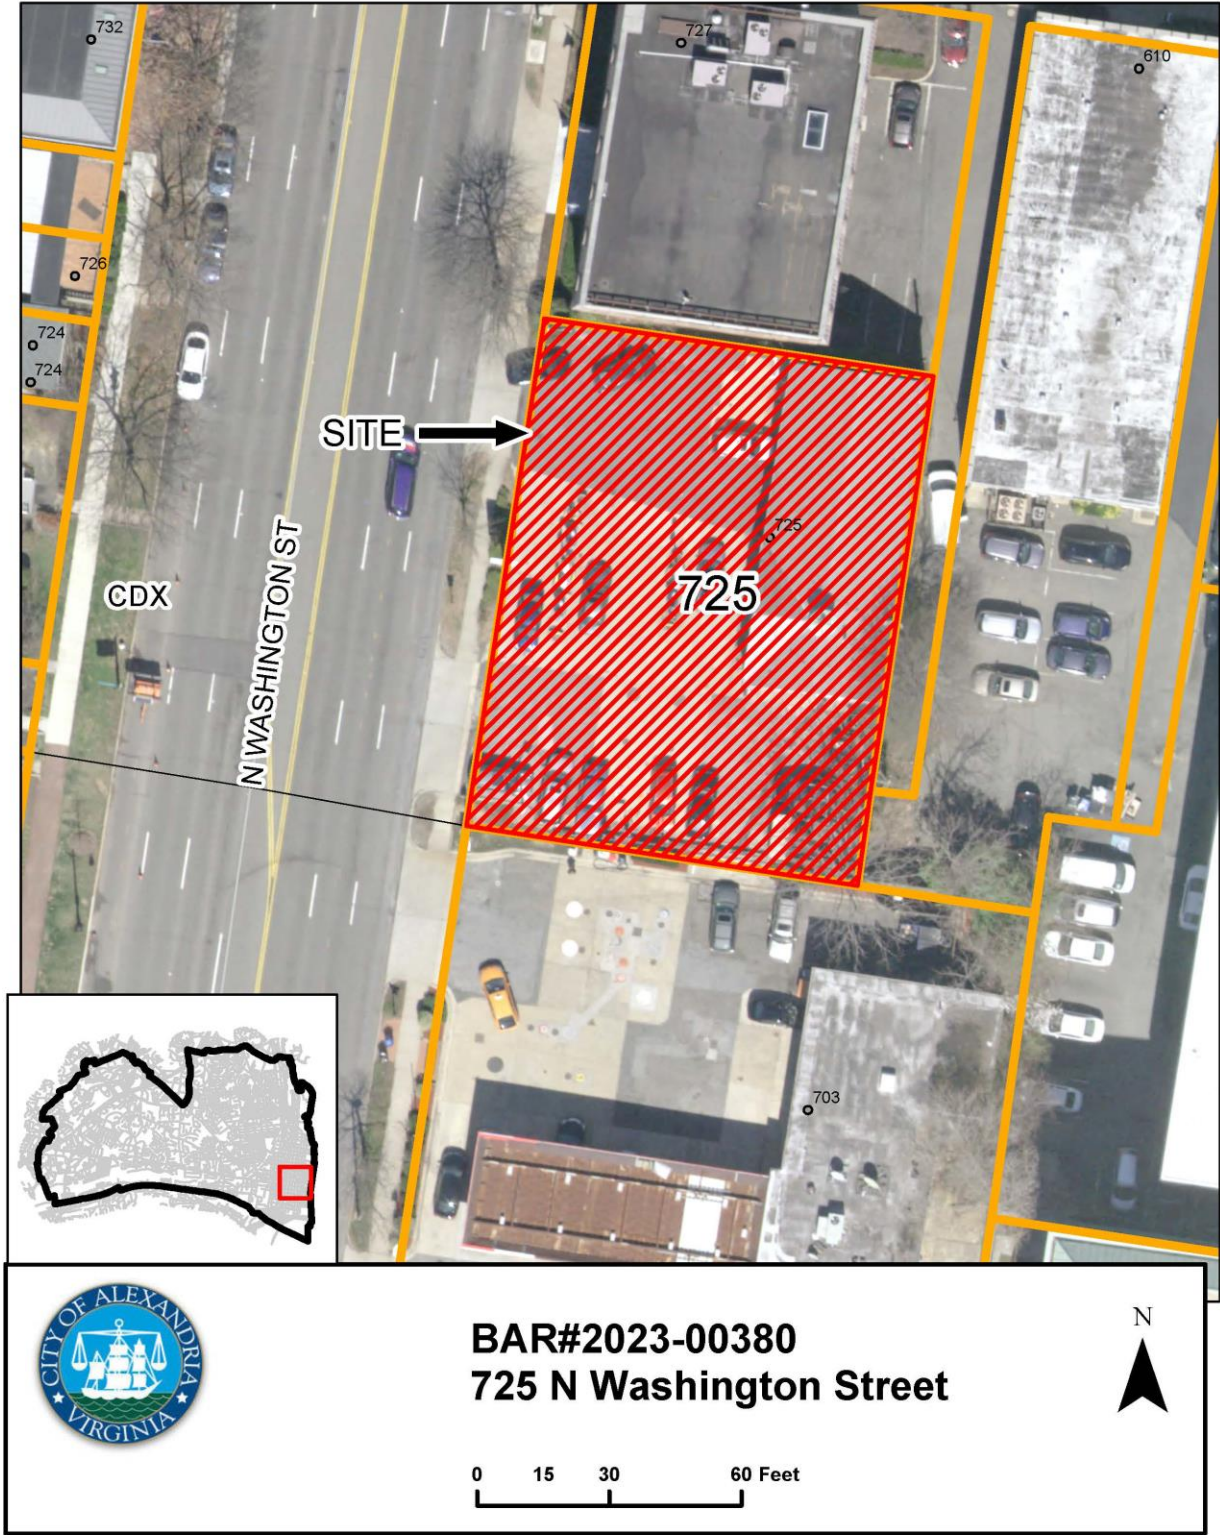 732
727
610
726
724
724
SITE
725
725
CDX
N WASHINGTON ST
703
CITY OF ALEXANDRIA
VIRGINIA
BAR#2023-00380
725 N Washington Street
N
0 15 30 60 Feet